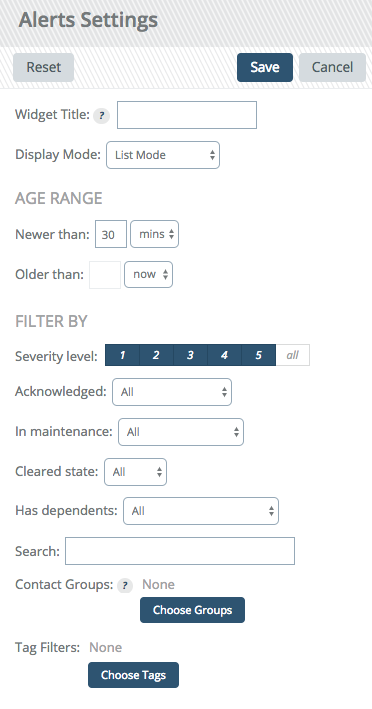 Alerts Settings
Reset Save Cancel
Widget Title: ?
Display Mode: List Mode
AGE RANGE
Newer than: 30 mins
Older than: now
FILTER BY
Severity level: 1 2 3 4 5 all
Acknowledged: All
In maintenance: All
Cleared state: All
Has dependents: All
Search:
Contact Groups: ? None
Choose Groups
Tag Filters: None
Choose Tags